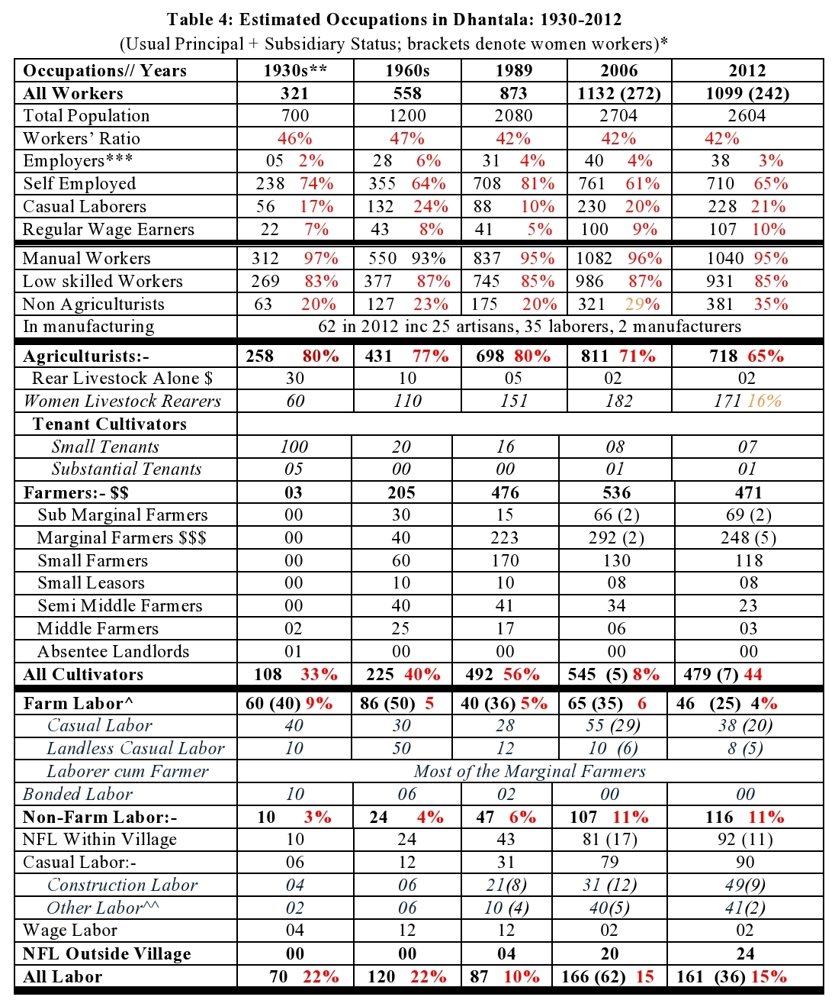 Table 4: Estimated Occupations in Dhantala: 1930-2012
(Usual Principal + Subsidiary Status; brackets denote women workers)*
Occupations// Years 1930s** 1960s 1989 2006 2012
All Workers 321 558 873 1132 (272) 1099 (242)
Total Population 700 1200 2080 2704 2604
Workers’ Ratio 46% 47% 42% 42% 42%
Employers*** 05 2% 28 6% 31 4% 40 4% 38 3%
Self Employed 238 74% 355 64% 708 81% 761 61% 710 65%
Casual Laborers 56 17% 132 24% 88 10% 230 20% 228 21%
Regular Wage Earners 22 7% 43 8% 41 5% 100 9% 107 10%
Manual Workers 312 97% 550 93% 837 95% 1082 96% 1040 95%
Low skilled Workers 269 83% 377 87% 745 85% 986 87% 931 85%
Non Agriculturists 63 20% 127 23% 175 20% 321 29% 381 35%
In manufacturing 62 in 2012 inc 25 artisans, 35 laborers, 2 manufacturers
Agriculturists:- 258 80% 431 77% 698 80% 811 71% 718 65%
Rear Livestock Alone $ 30 10 05 02 02
Women Livestock Rearers 60 110 151 182 171 16%
Tenant Cultivators
Small Tenants 100 20 16 08 07
Substantial Tenants 05 00 00 01 01
Farmers:- $$ 03 205 476 536 471
Sub Marginal Farmers 00 30 15 66 (2) 69 (2)
Marginal Farmers $$$ 00 40 223 292 (2) 248 (5)
Small Farmers 00 60 170 130 118
Small Leasors 00 10 10 08 08
Semi Middle Farmers 00 40 41 34 23
Middle Farmers 02 25 17 06 03
Absentee Landlords 01 00 00 00 00
All Cultivators 108 33% 225 40% 492 56% 545 (5) 8% 479 (7) 44
Farm Labor^ 60 (40) 9% 86 (50) 5 40 (36) 5% 65 (35) 6 46 (25) 4%
Casual Labor 40 30 28 55 (29) 38 (20)
Landless Casual Labor 10 50 12 10 (6) 8 (5)
Laborer cum Farmer Most of the Marginal Farmers
Bonded Labor 10 06 02 00 00
Non-Farm Labor:- 10 3% 24 4% 47 6% 107 11% 116 11%
NFL Within Village 10 24 43 81 (17) 92 (11)
Casual Labor:- 06 12 31 79 90
Construction Labor 04 06 21(8) 31 (12) 49(9)
Other Labor^^ 02 06 10 (4) 40(5) 41(2)
Wage Labor 04 12 12 02 02
NFL Outside Village 00 00 04 20 24
All Labor 70 22% 120 22% 87 10% 166 (62) 15 161 (36) 15%